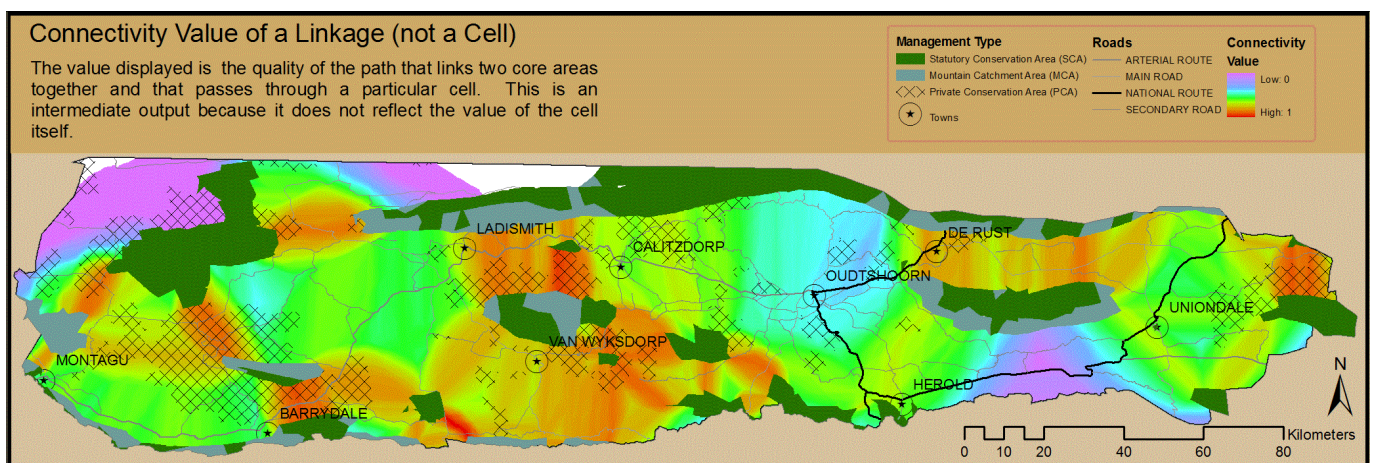 Connectivity Value of a Linkage (not a Cell)
The value displayed is the quality of the path that links two core areas
together and that passes through a particular cell. This is an
intermediate output because it does not reflect the value of the cell
itself.
Management Type
Statutory Conservation Area (SCA)
Mountain Catchment Area (MCA)
Private Conservation Area (PCA)
Towns
Roads
ARTERIAL ROUTE
MAIN ROAD
NATIONAL ROUTE
SECONDARY ROAD
Connectivity
Value
Low: 0
High: 1
LADISMITH
CALITZDORP
DE RUST
OUDTSHOORN
UNIONDALE
VAN WYKSDORP
MONTAGU
HEROLD
BARRYDALE
N
Kilometers
0 10 20 40 60 80